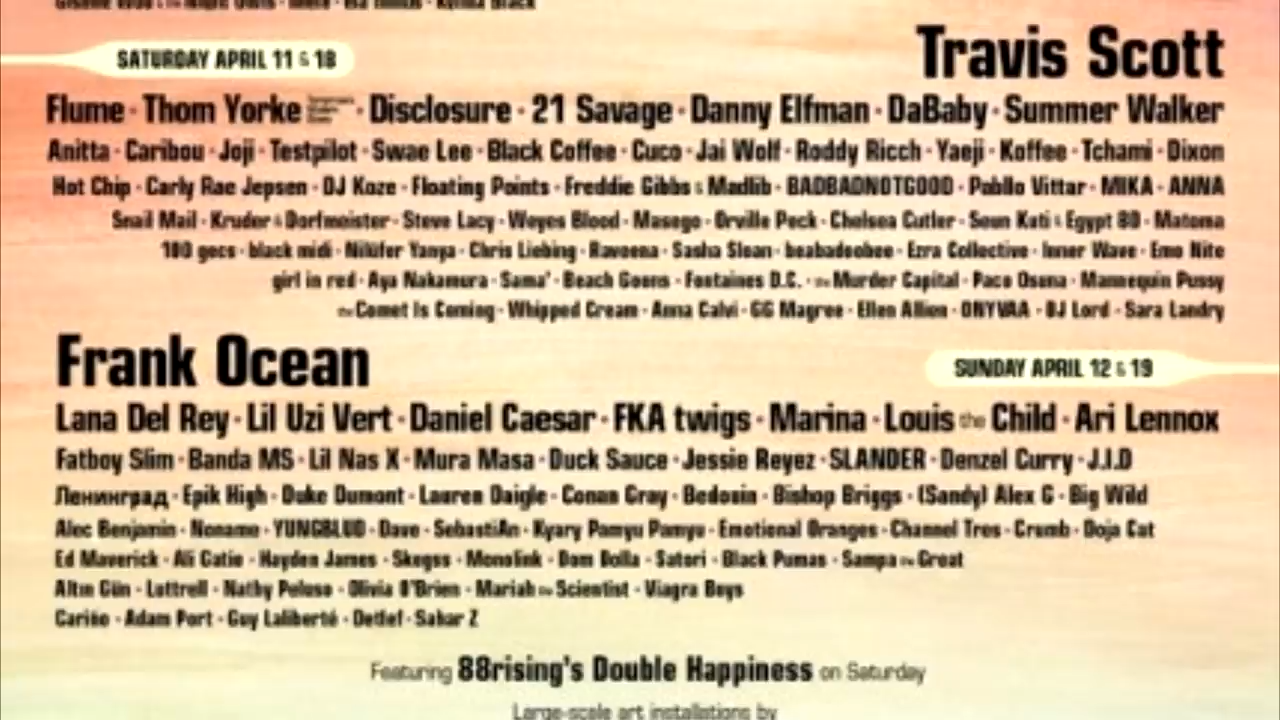 SATURDAY APRIL 11 & 18
Travis Scott
Flume · Thom Yorke · Disclosure · 21 Savage · Danny Elfman · DaBaby · Summer Walker
Anitta · Caribou · Joji · Testpilot · Swae Lee · Black Coffee · Cuco · Jai Wolf · Roddy Ricch · Yaeji · Koffee · Tchami · Dixon
Hot Chip · Carly Rae Jepsen · DJ Koze · Floating Points · Freddie Gibbs & Madlib · BADBADNOTGOOD · Pabllo Vittar · MIKA · ANNA
Snail Mail · Kruder & Dorfmeister · Steve Lacy · Weyes Blood · Masego · Orville Peck · Chelsea Cutler · Seun Kuti & Egypt 80 · Matoma
100 gecs · black midi · Nilüfer Yanya · Chris Liebing · Raveena · Sasha Sloan · beabadoobee · Ezra Collective · Inner Wave · Emo Nite
girl in red · Aya Nakamura · Sama' · Beach Goons · Fontaines D.C. · the Murder Capital · Paco Osuna · Mannequin Pussy
the Comet Is Coming · Whipped Cream · Anna Calvi · GG Magree · Ellen Allien · ONYVAA · DJ Lord · Sara Landry
Frank Ocean
SUNDAY APRIL 12 & 19
Lana Del Rey · Lil Uzi Vert · Daniel Caesar · FKA twigs · Marina · Louis the Child · Ari Lennox
Fatboy Slim · Banda MS · Lil Nas X · Mura Masa · Duck Sauce · Jessie Reyez · SLANDER · Denzel Curry · J.I.D
Ленинград · Epik High · Duke Dumont · Lauren Daigle · Conan Gray · Bedouin · Bishop Briggs · (Sandy) Alex G · Big Wild
Alec Benjamin · Noname · YUNGBLUD · Dave · SebastiAn · Kyary Pamyu Pamyu · Emotional Oranges · Channel Tres · Crumb · Doja Cat
Ed Maverick · Ali Gatie · Hayden James · Skegss · Monolink · Dom Dolla · Satori · Black Pumas · Sampa the Great
Altın Gün · Luttrell · Nathy Peluso · Olivia O'Brien · Mariah the Scientist · Viagra Boys
Cariño · Adam Port · Guy Laliberté · Detlef · Sahar Z
Featuring 88rising's Double Happiness on Saturday
Large-scale art installations by